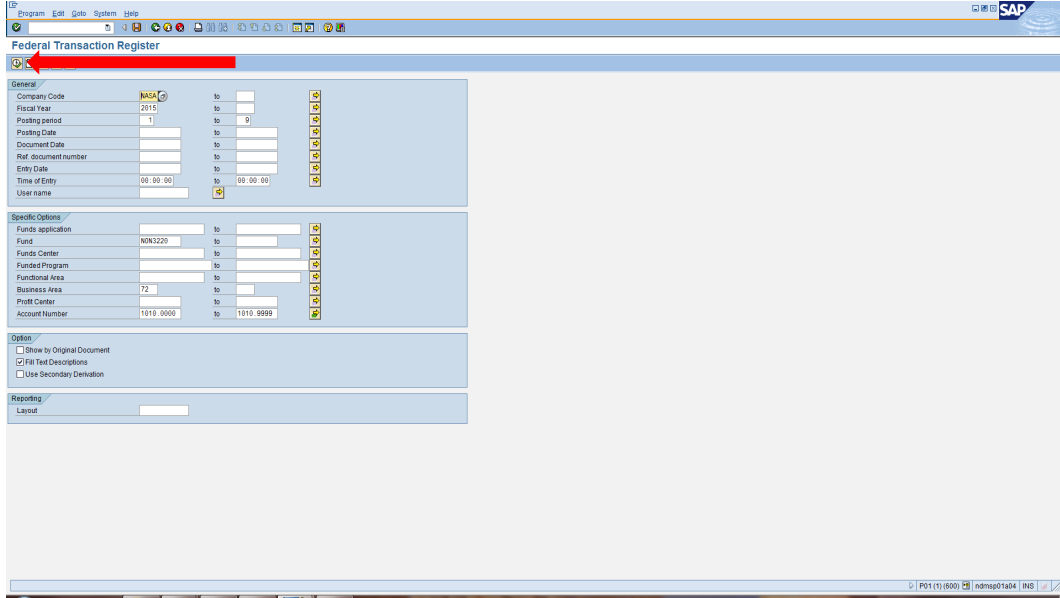 Program Edit Goto System Help
SAP
Federal Transaction Register
General
Company Code NASA to
Fiscal Year 2015 to
Posting period 1 to 9
Posting Date to
Document Date to
Ref. document number to
Entry Date to
Time of Entry 00:00:00 to 00:00:00
User name
Specific Options
Funds application to
Fund NON3220 to
Funds Center to
Funded Program to
Functional Area to
Business Area 72 to
Profit Center to
Account Number 1010.0000 to 1010.9999
Option
Show by Original Document
Fill Text Descriptions
Use Secondary Derivation
Reporting
Layout
P01 (1) (600) ndmsp01a04 INS